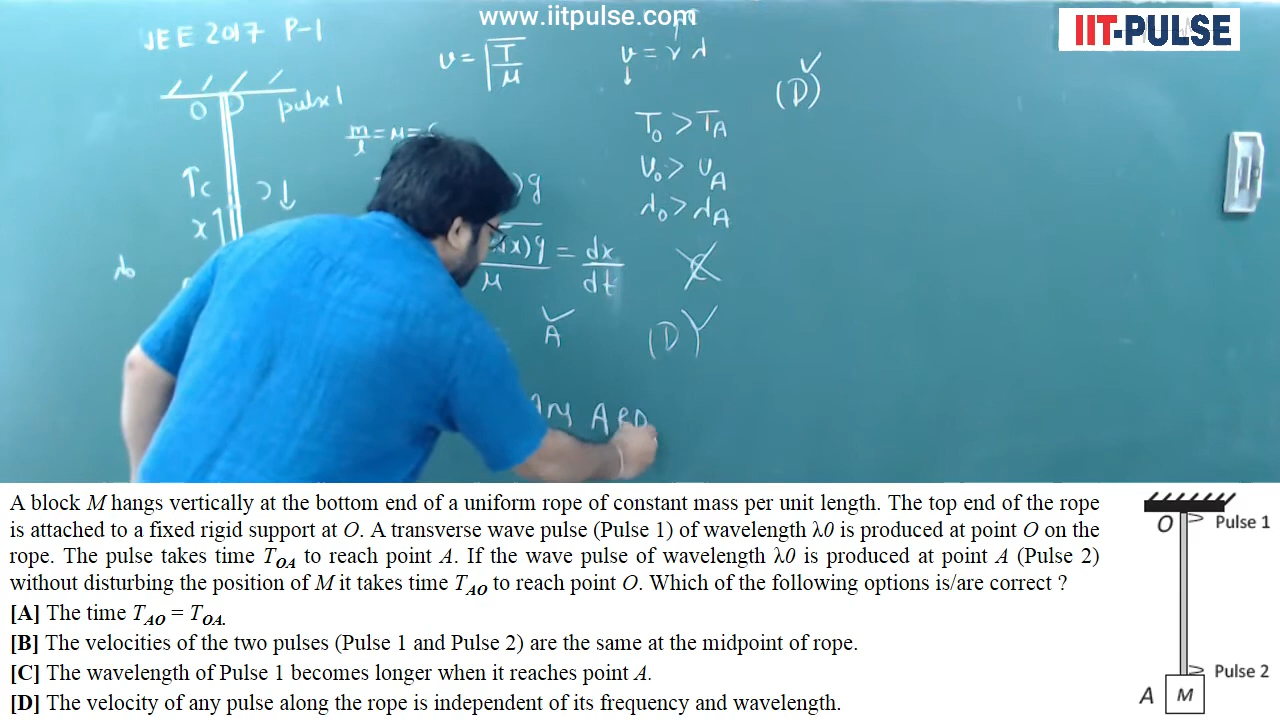 www.iitpulse.com
IIT-PULSE
JEE 2017 P-1
v = √T/μ
v = ν λ
(D) ✓
O
pulse 1
m/l = μ =
T₀ > T_A
v₀ > v_A
λ₀ > λ_A
x
)g
x)g/μ = dx/dt
C
A
(D)
A B D
A block M hangs vertically at the bottom end of a uniform rope of constant mass per unit length. The top end of the rope
is attached to a fixed rigid support at O. A transverse wave pulse (Pulse 1) of wavelength λ0 is produced at point O on the
rope. The pulse takes time T_OA to reach point A. If the wave pulse of wavelength λ0 is produced at point A (Pulse 2)
without disturbing the position of M it takes time T_AO to reach point O. Which of the following options is/are correct ?
[A] The time T_AO = T_OA.
[B] The velocities of the two pulses (Pulse 1 and Pulse 2) are the same at the midpoint of rope.
[C] The wavelength of Pulse 1 becomes longer when it reaches point A.
[D] The velocity of any pulse along the rope is independent of its frequency and wavelength.
O
Pulse 1
Pulse 2
A
M